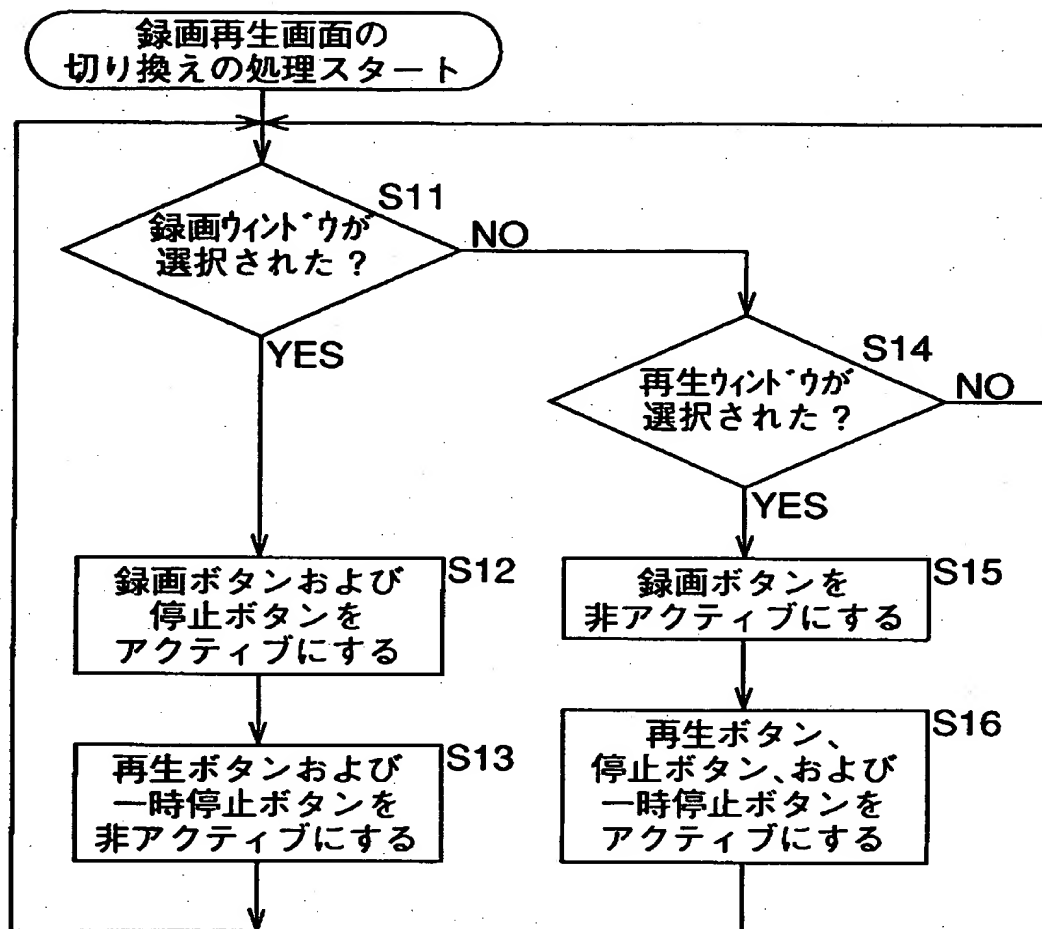 録画再生画面の
切り換えの処理スタート
S11
録画ウィンドウが
選択された？
NO
YES
S14
再生ウィンドウが
選択された？
NO
YES
S12
録画ボタンおよび
停止ボタンを
アクティブにする
S15
録画ボタンを
非アクティブにする
S13
再生ボタンおよび
一時停止ボタンを
非アクティブにする
S16
再生ボタン、
停止ボタン、および
一時停止ボタンを
アクティブにする